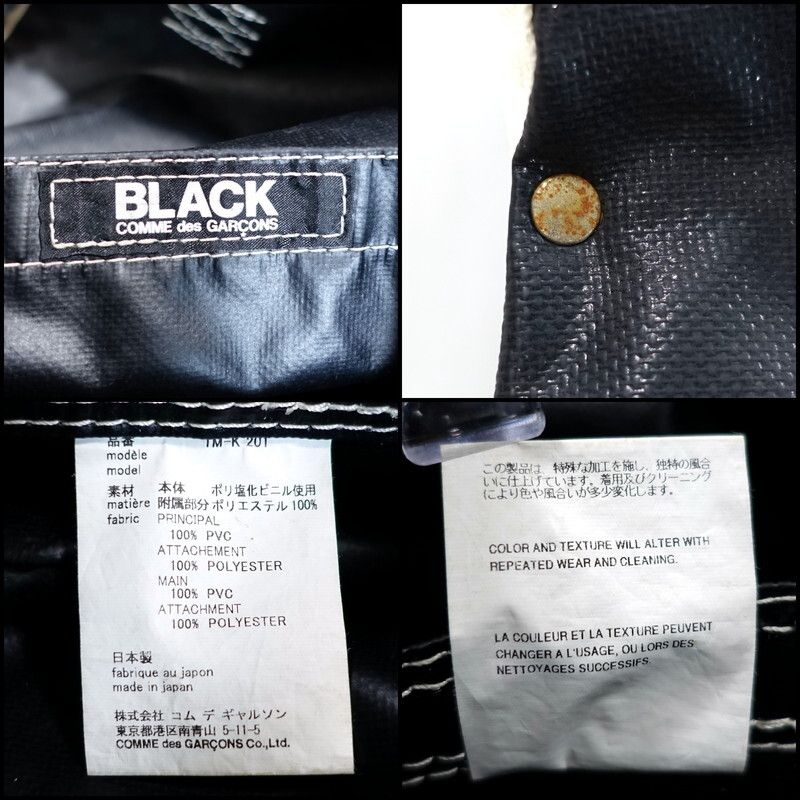 BLACK
COMME des GARÇONS
品番 TM-K 201
modèle
model
素材 本体 ポリ塩化ビニル使用
matière 附属部分 ポリエステル 100%
fabric PRINCIPAL
100% PVC
ATTACHEMENT
100% POLYESTER
MAIN
100% PVC
ATTACHMENT
100% POLYESTER
日本製
fabrique au japon
made in japan
株式会社 コム デ ギャルソン
東京都港区南青山 5-11-5
COMME des GARÇONS Co.,Ltd.
この製品は 特殊な加工を施し、独特の風合
いに仕上げています。着用及びクリーニング
により色や風合いが多少変化します。
COLOR AND TEXTURE WILL ALTER WITH
REPEATED WEAR AND CLEANING.
LA COULEUR ET LA TEXTURE PEUVENT
CHANGER A L'USAGE, OU LORS DES
NETTOYAGES SUCCESSIFS.